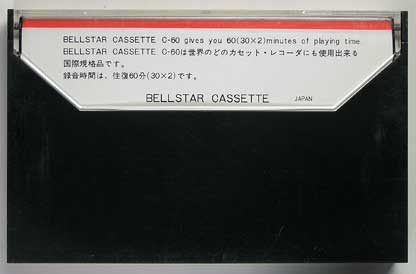 BELLSTAR CASSETTE C-60 gives you 60(30×2)minutes of playing time
BELLSTAR CASSETTE C-60は世界のどのカセット・レコーダにも使用出来る
国際規格品です。
録音時間は、往復60分(30×2)です。
BELLSTAR CASSETTE JAPAN